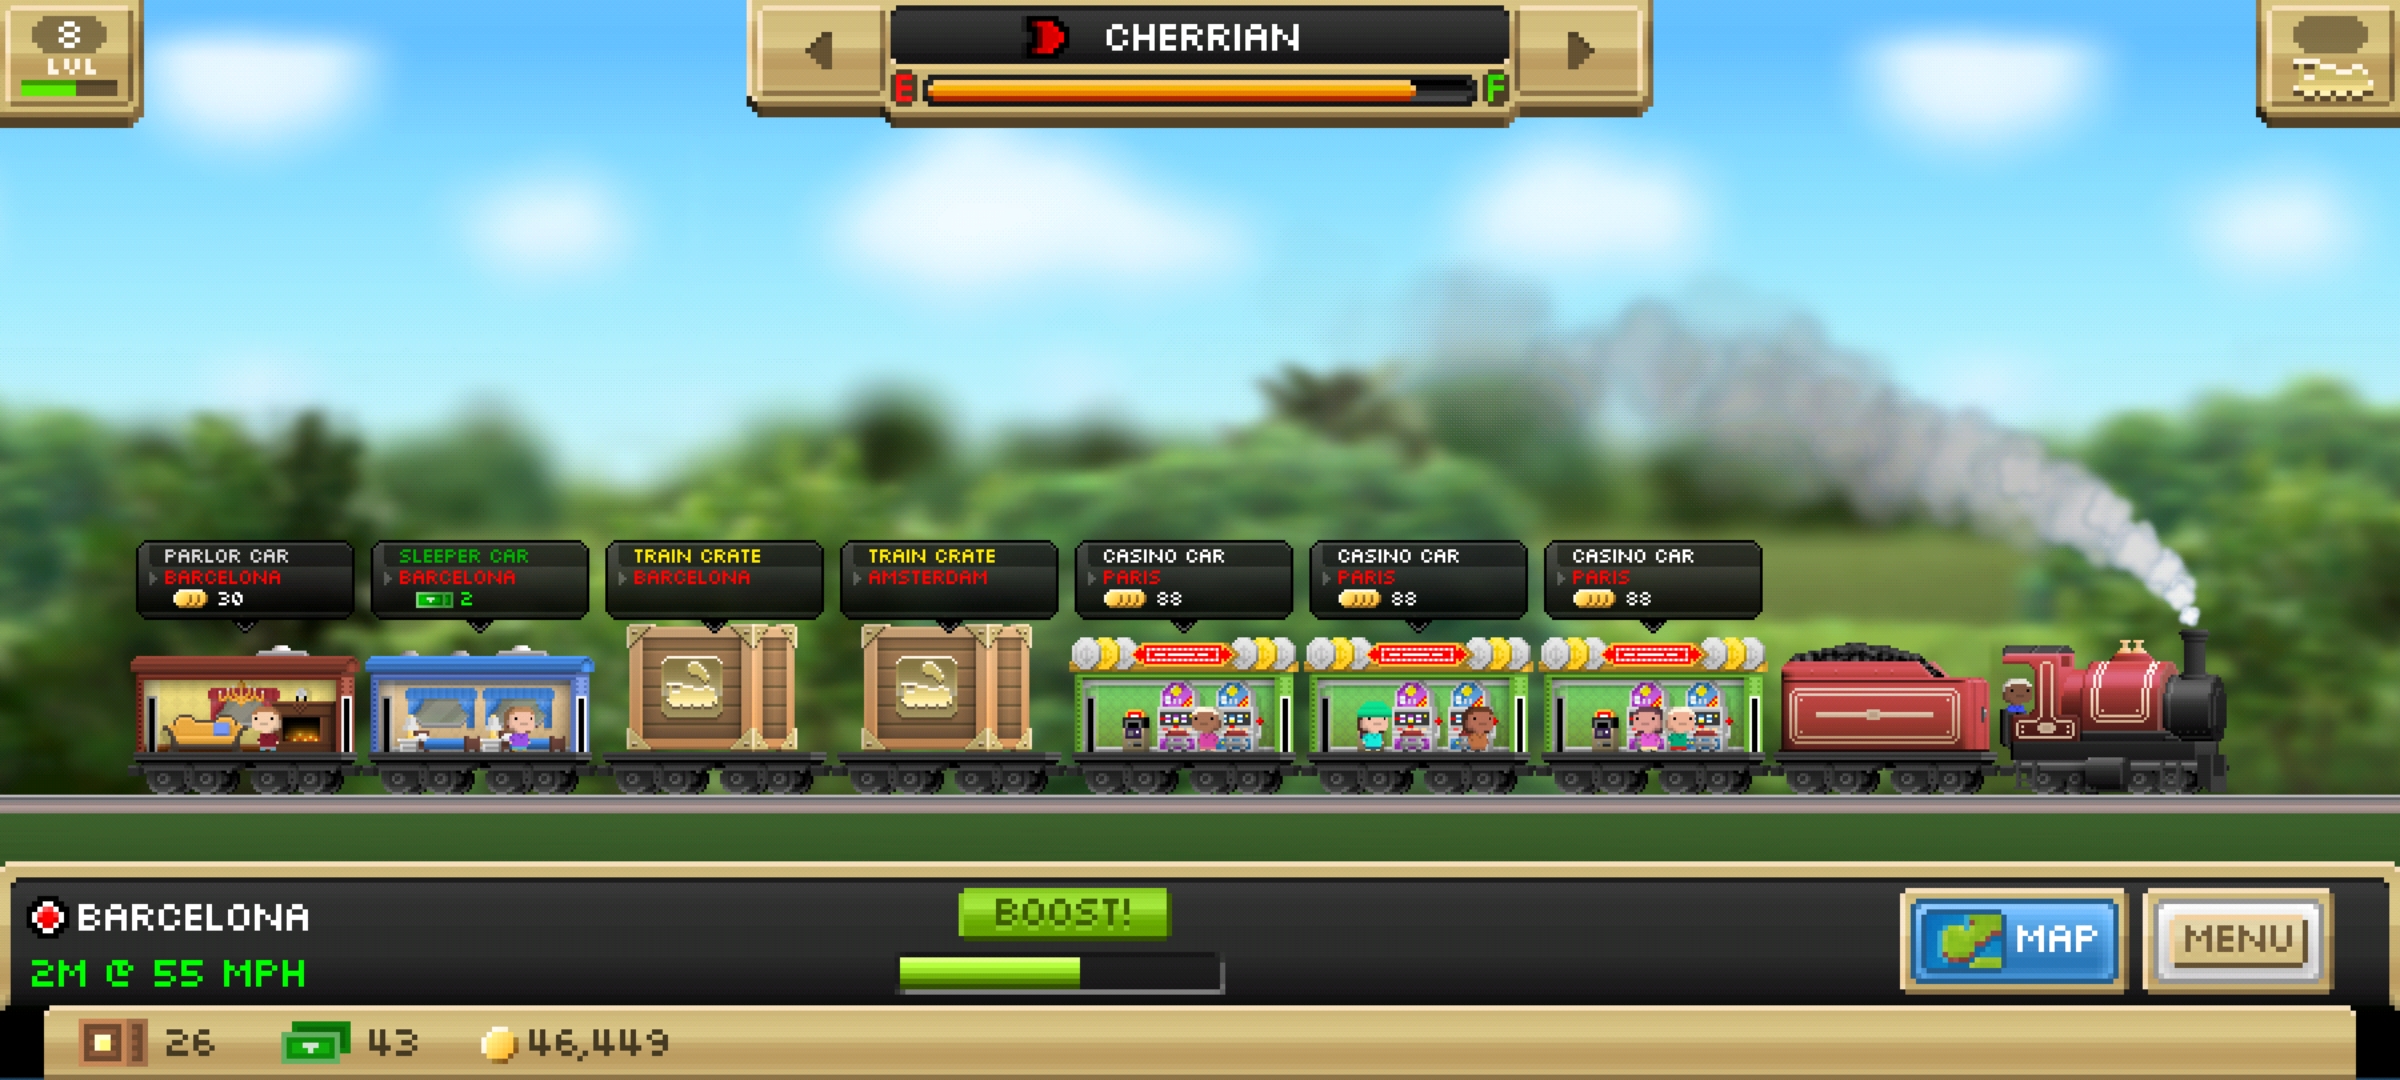 8
LVL
CHERRIAN
E
F
PARLOR CAR
BARCELONA
30
SLEEPER CAR
BARCELONA
2
TRAIN CRATE
BARCELONA
TRAIN CRATE
AMSTERDAM
CASINO CAR
PARIS
88
CASINO CAR
PARIS
88
CASINO CAR
PARIS
88
BARCELONA
2M @ 55 MPH
BOOST!
MAP
MENU
26
43
46,449